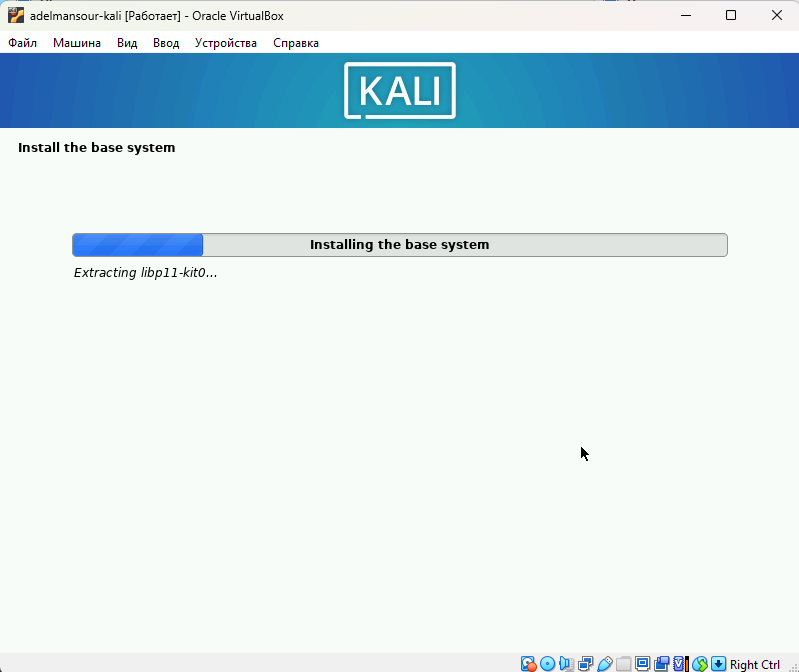 adelmansour-kali [Работает] - Oracle VirtualBox
Файл Машина Вид Ввод Устройства Справка
KALI
Install the base system
Installing the base system
Extracting libp11-kit0...
Right Ctrl